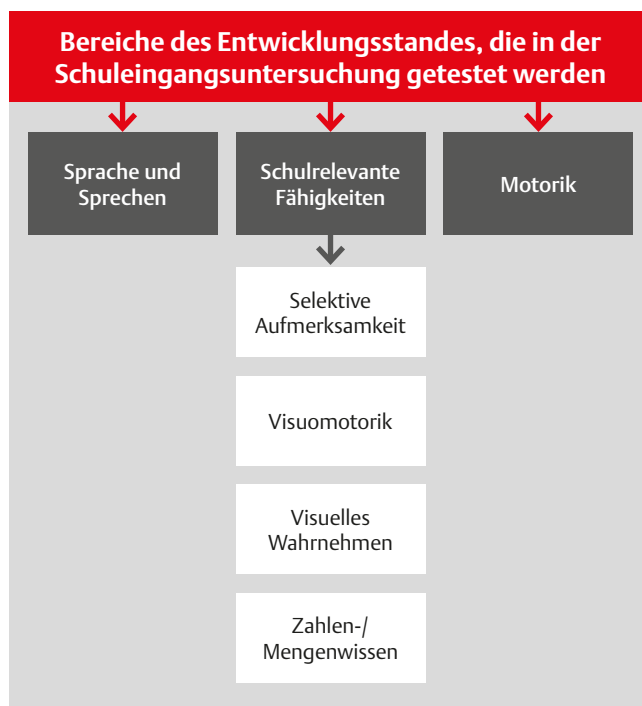 Bereiche des Entwicklungsstandes, die in der
Schuleingangsuntersuchung getestet werden
Sprache und
Sprechen
Schulrelevante
Fähigkeiten
Motorik
Selektive
Aufmerksamkeit
Visuomotorik
Visuelles
Wahrnehmen
Zahlen-/
Mengenwissen